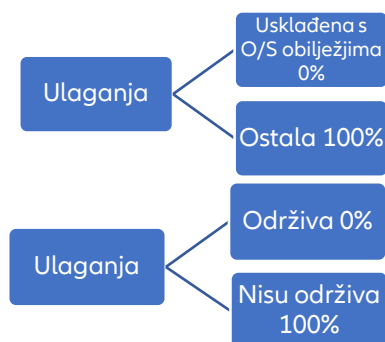 Usklađena s
O/S obilježjima
0%
Ulaganja
Ostala 100%
Održiva 0%
Ulaganja
Nisu održiva
100%